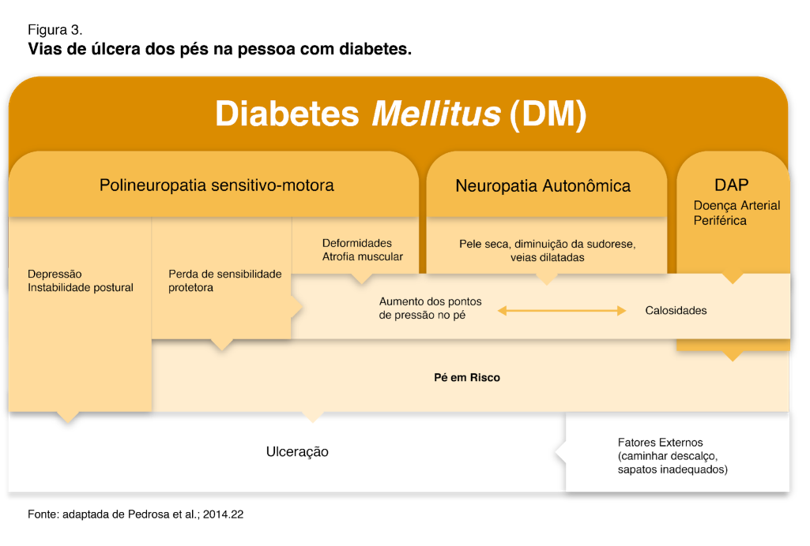 Figura 3.
Vias de úlcera dos pés na pessoa com diabetes.
Diabetes Mellitus (DM)
Polineuropatia sensitivo-motora
Neuropatia Autonômica
DAP
Doença Arterial
Periférica
Depressão
Instabilidade postural
Perda de sensibilidade
protetora
Deformidades
Atrofia muscular
Pele seca, diminuição da sudorese,
veias dilatadas
Aumento dos pontos
de pressão no pé
Calosidades
Pé em Risco
Ulceração
Fatores Externos
(caminhar descalço,
sapatos inadequados)
Fonte: adaptada de Pedrosa et al.; 2014.22